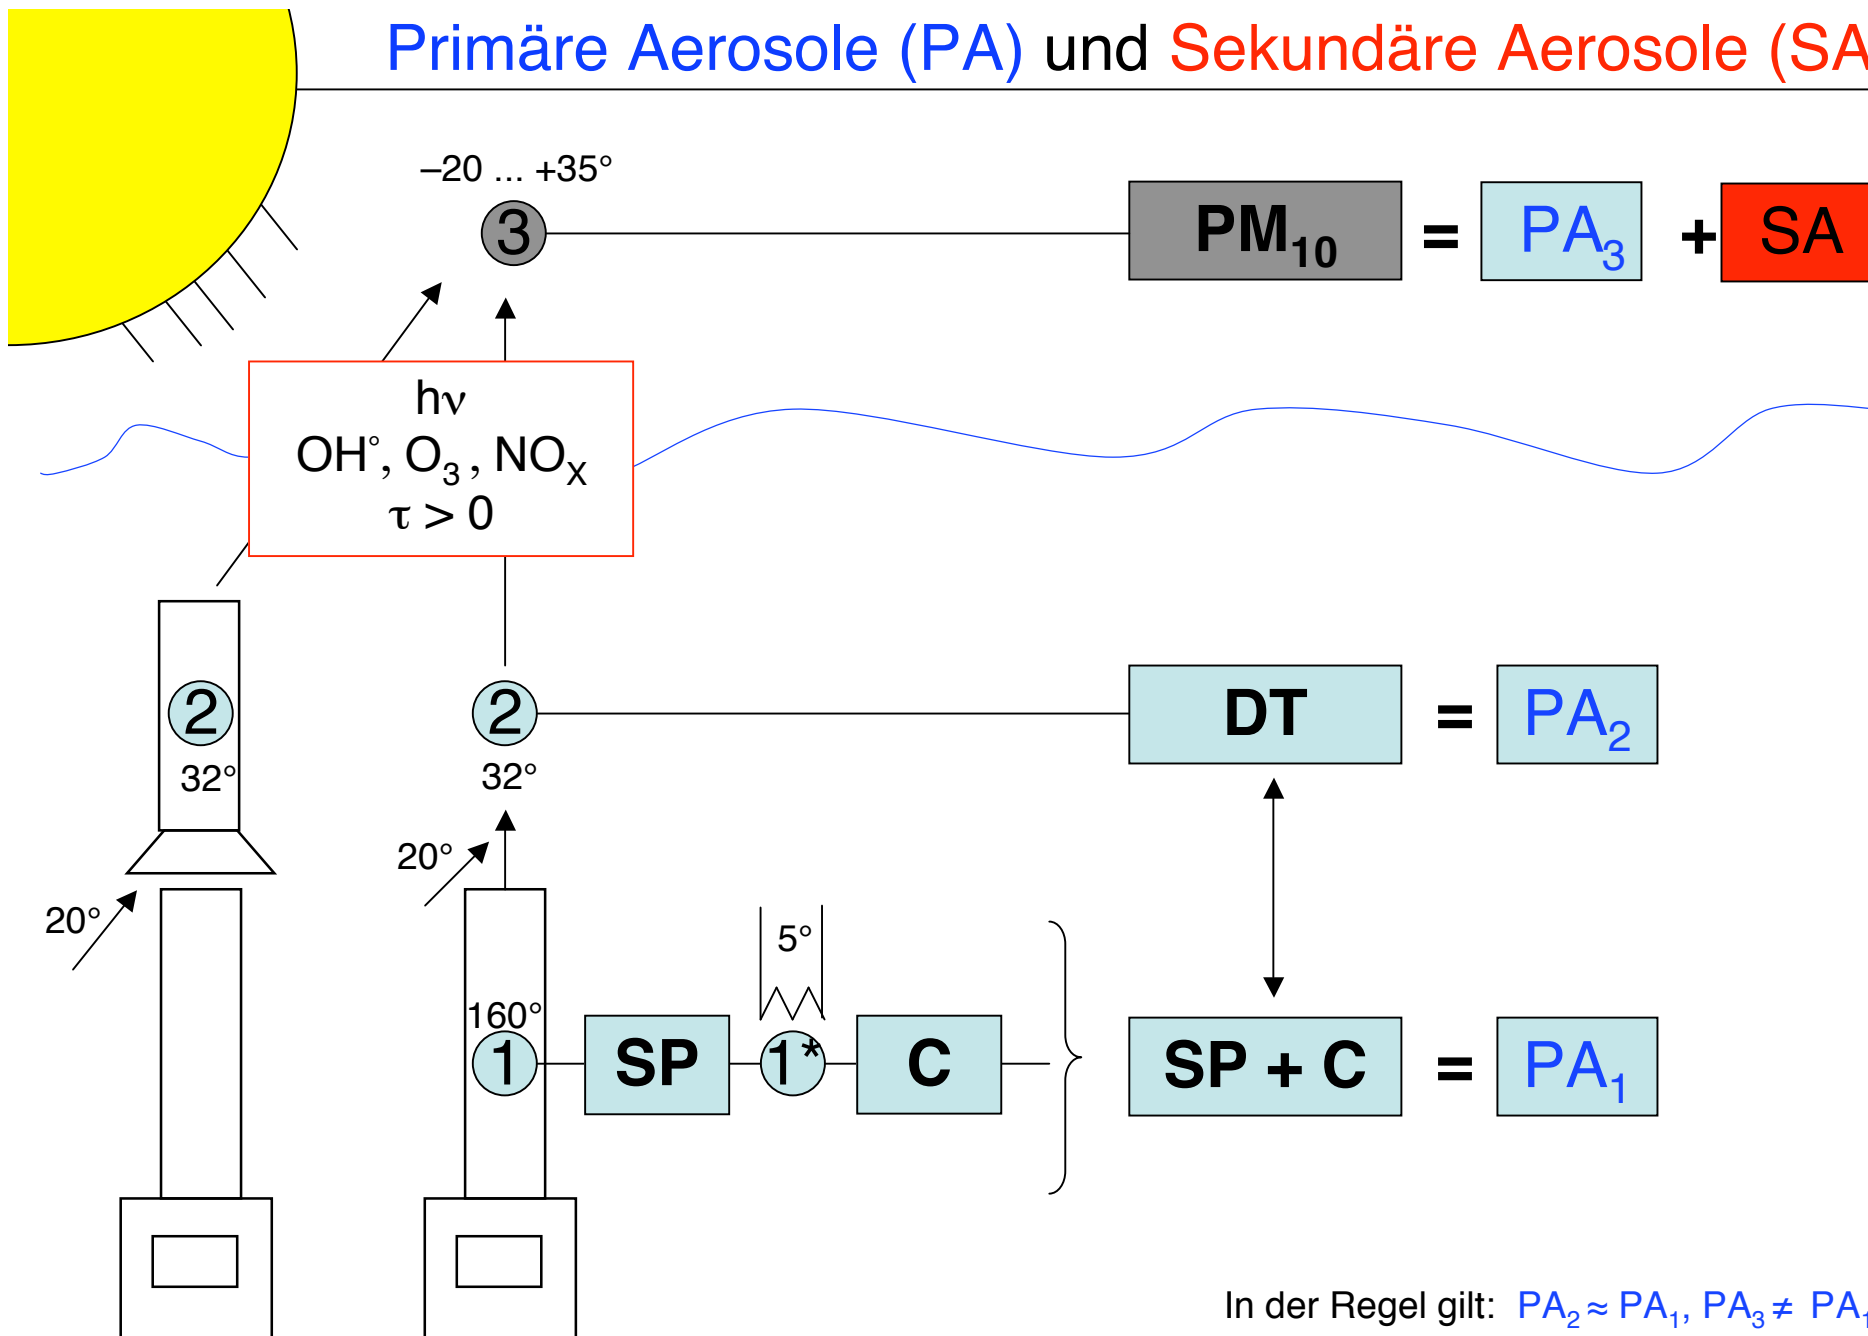 Primäre Aerosole (PA) und Sekundäre Aerosole (SA
–20 ... +35°
3
PM₁₀ = PA₃ + SA
hν
OH°, O₃, NOₓ
τ > 0
2
32°
2
32°
DT = PA₂
20°
20°
5°
160°
1
SP
1*
C
SP + C = PA₁
In der Regel gilt: PA₂ ≈ PA₁, PA₃ ≠ PA₁